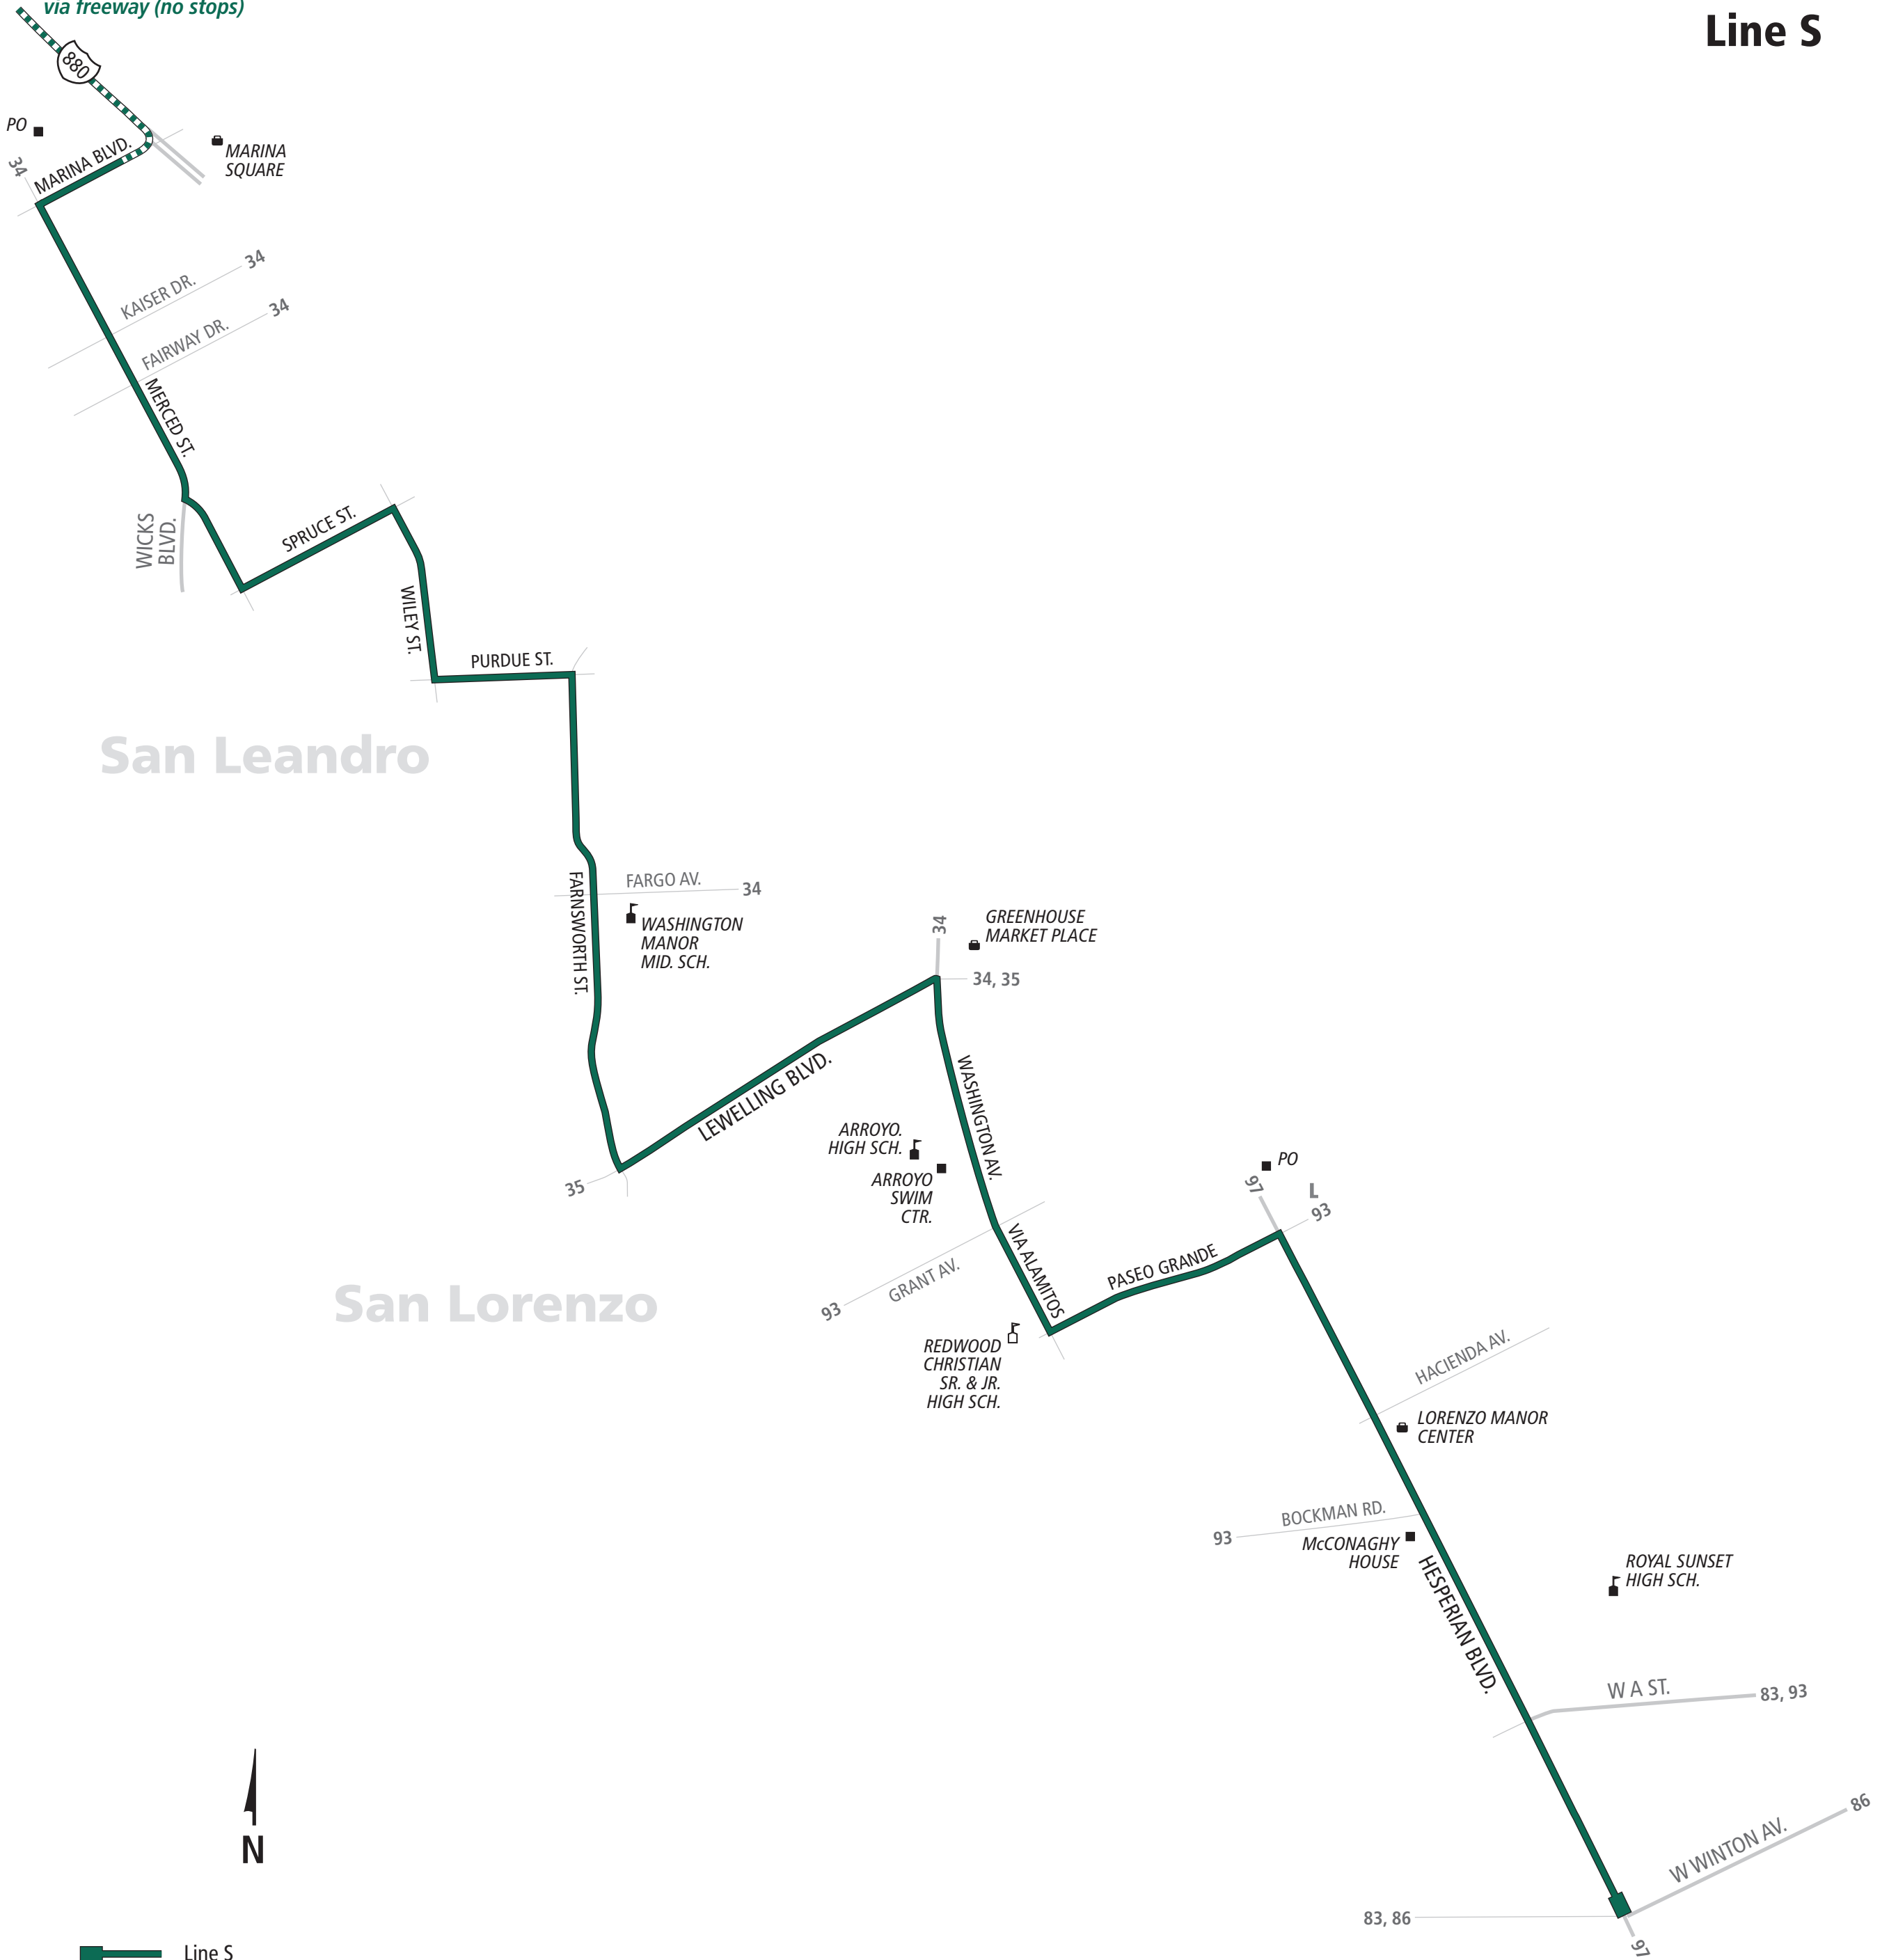 via freeway (no stops)
Line S
880
PO
MARINA BLVD.
34
MARINA
SQUARE
KAISER DR.
34
FAIRWAY DR.
34
MERCED ST.
WICKS
BLVD.
SPRUCE ST.
WILEY ST.
PURDUE ST.
San Leandro
FARGO AV.
34
FARNSWORTH ST.
WASHINGTON
MANOR
MID. SCH.
34
GREENHOUSE
MARKET PLACE
34, 35
LEWELLING BLVD.
WASHINGTON AV.
35
ARROYO.
HIGH SCH.
ARROYO
SWIM
CTR.
PO
97
L
93
VIA ALAMITOS
PASEO GRANDE
GRANT AV.
93
San Lorenzo
REDWOOD
CHRISTIAN
SR. & JR.
HIGH SCH.
HACIENDA AV.
LORENZO MANOR
CENTER
BOCKMAN RD.
93
McCONAGHY
HOUSE
HESPERIAN BLVD.
ROYAL SUNSET
HIGH SCH.
W A ST.
83, 93
W WINTON AV.
86
83, 86
97
N
Line S